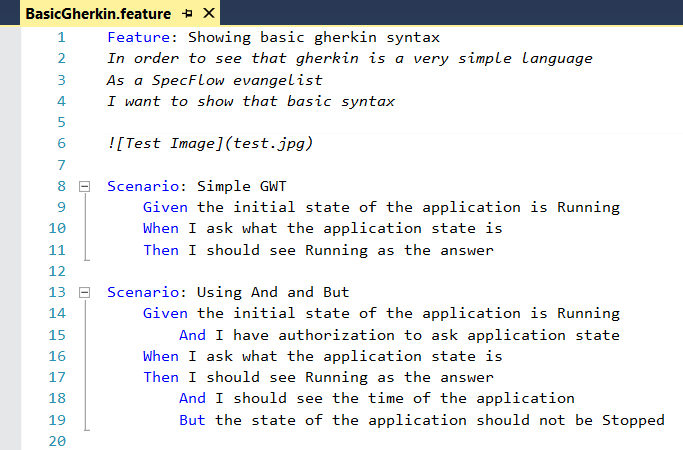 BasicGherkin.feature
1 Feature: Showing basic gherkin syntax
2 In order to see that gherkin is a very simple language
3 As a SpecFlow evangelist
4 I want to show that basic syntax
5
6 ![Test Image](test.jpg)
7
8 Scenario: Simple GWT
9 Given the initial state of the application is Running
10 When I ask what the application state is
11 Then I should see Running as the answer
12
13 Scenario: Using And and But
14 Given the initial state of the application is Running
15 And I have authorization to ask application state
16 When I ask what the application state is
17 Then I should see Running as the answer
18 And I should see the time of the application
19 But the state of the application should not be Stopped
20